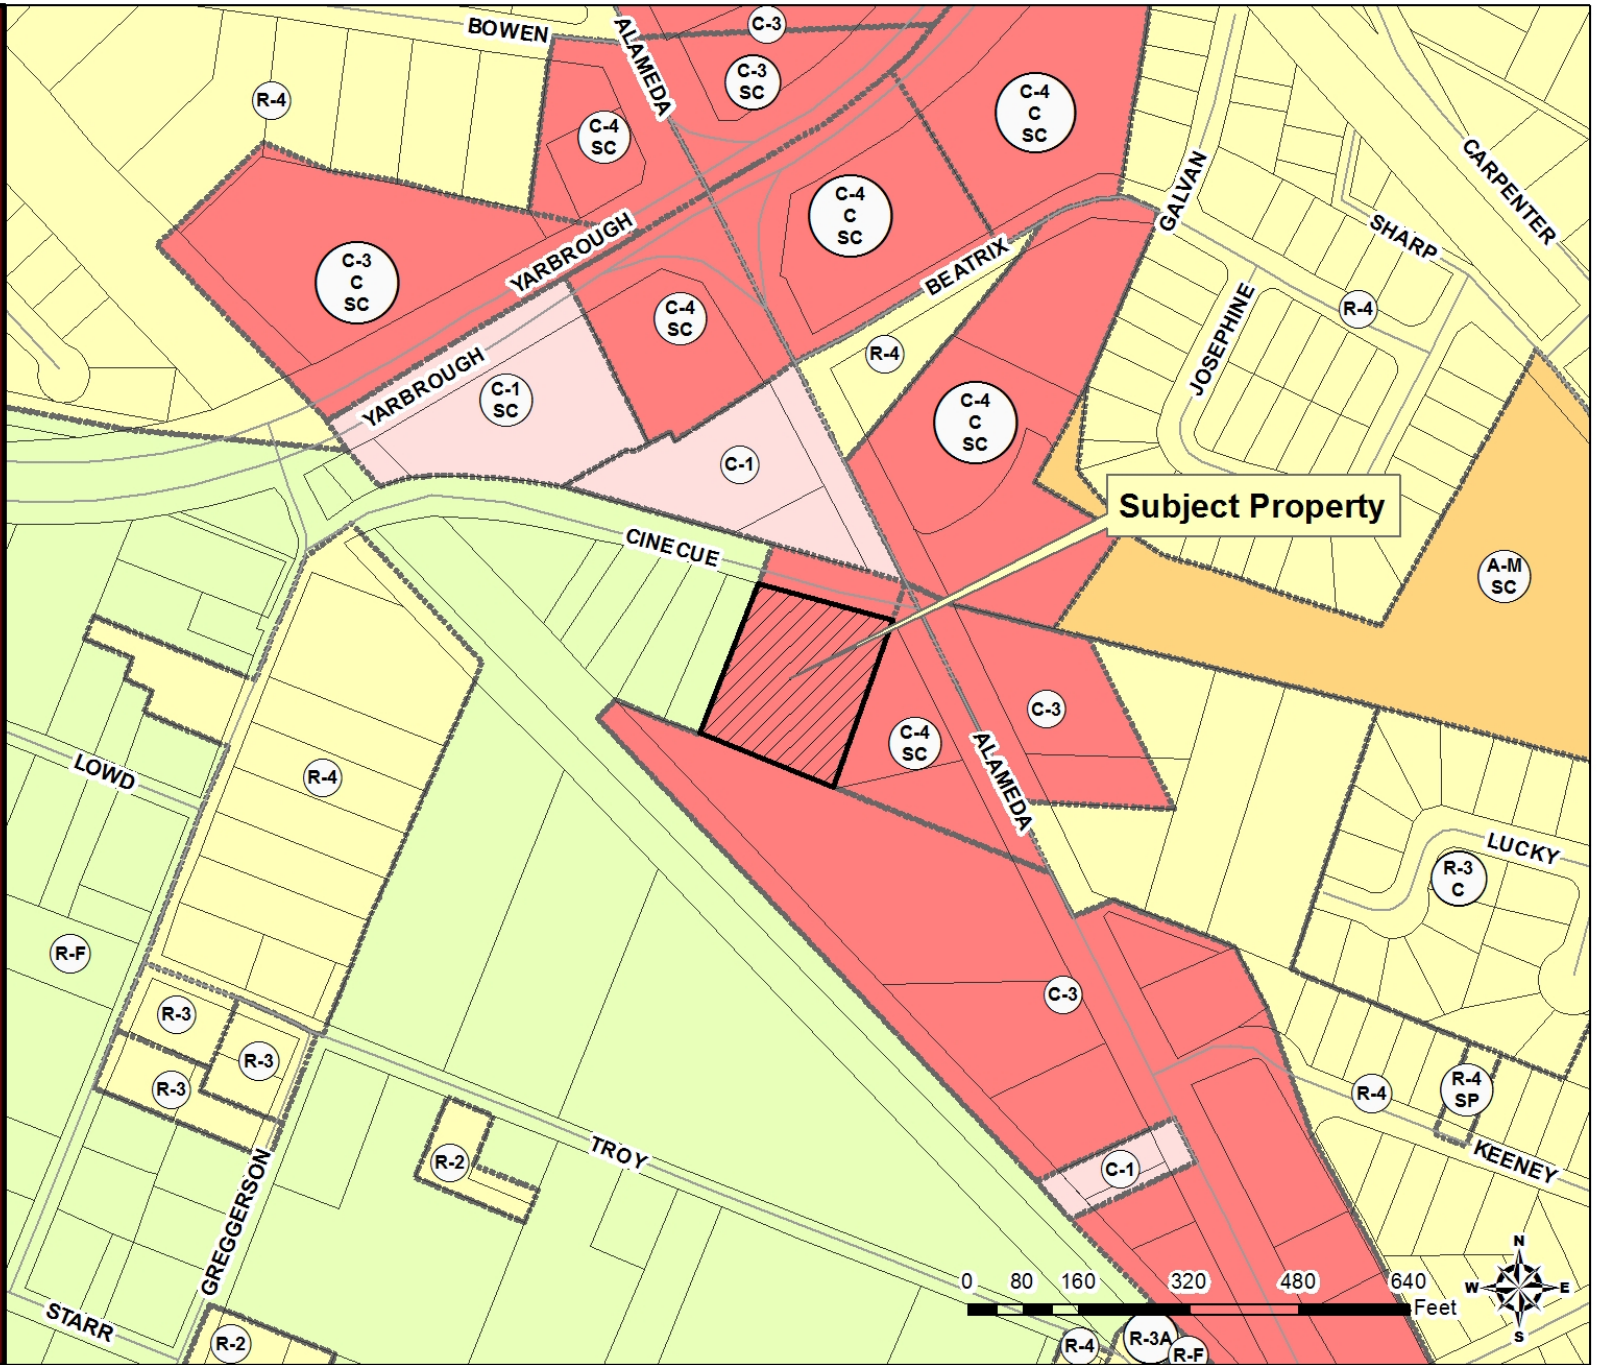 BOWEN
ALAMEDA
C-3
C-3
SC
C-4
C
SC
R-4
C-4
SC
CARPENTER
GALVAN
C-4
C
SC
SHARP
YARBROUGH
C-3
C
SC
BEATRIX
R-4
C-4
SC
JOSEPHINE
R-4
YARBROUGH
C-1
SC
C-4
C
SC
C-1
Subject Property
CINECUE
A-M
SC
C-3
C-4
SC
LOWD
R-4
ALAMEDA
LUCKY
R-3
C
R-F
C-3
R-3
R-3
R-3
R-4
R-4
SP
TROY
R-2
C-1
KEENEY
GREGGERSON
N
W
E
S
0 80 160 320 480 640
Feet
STARR
R-2
R-4
R-3A
R-F